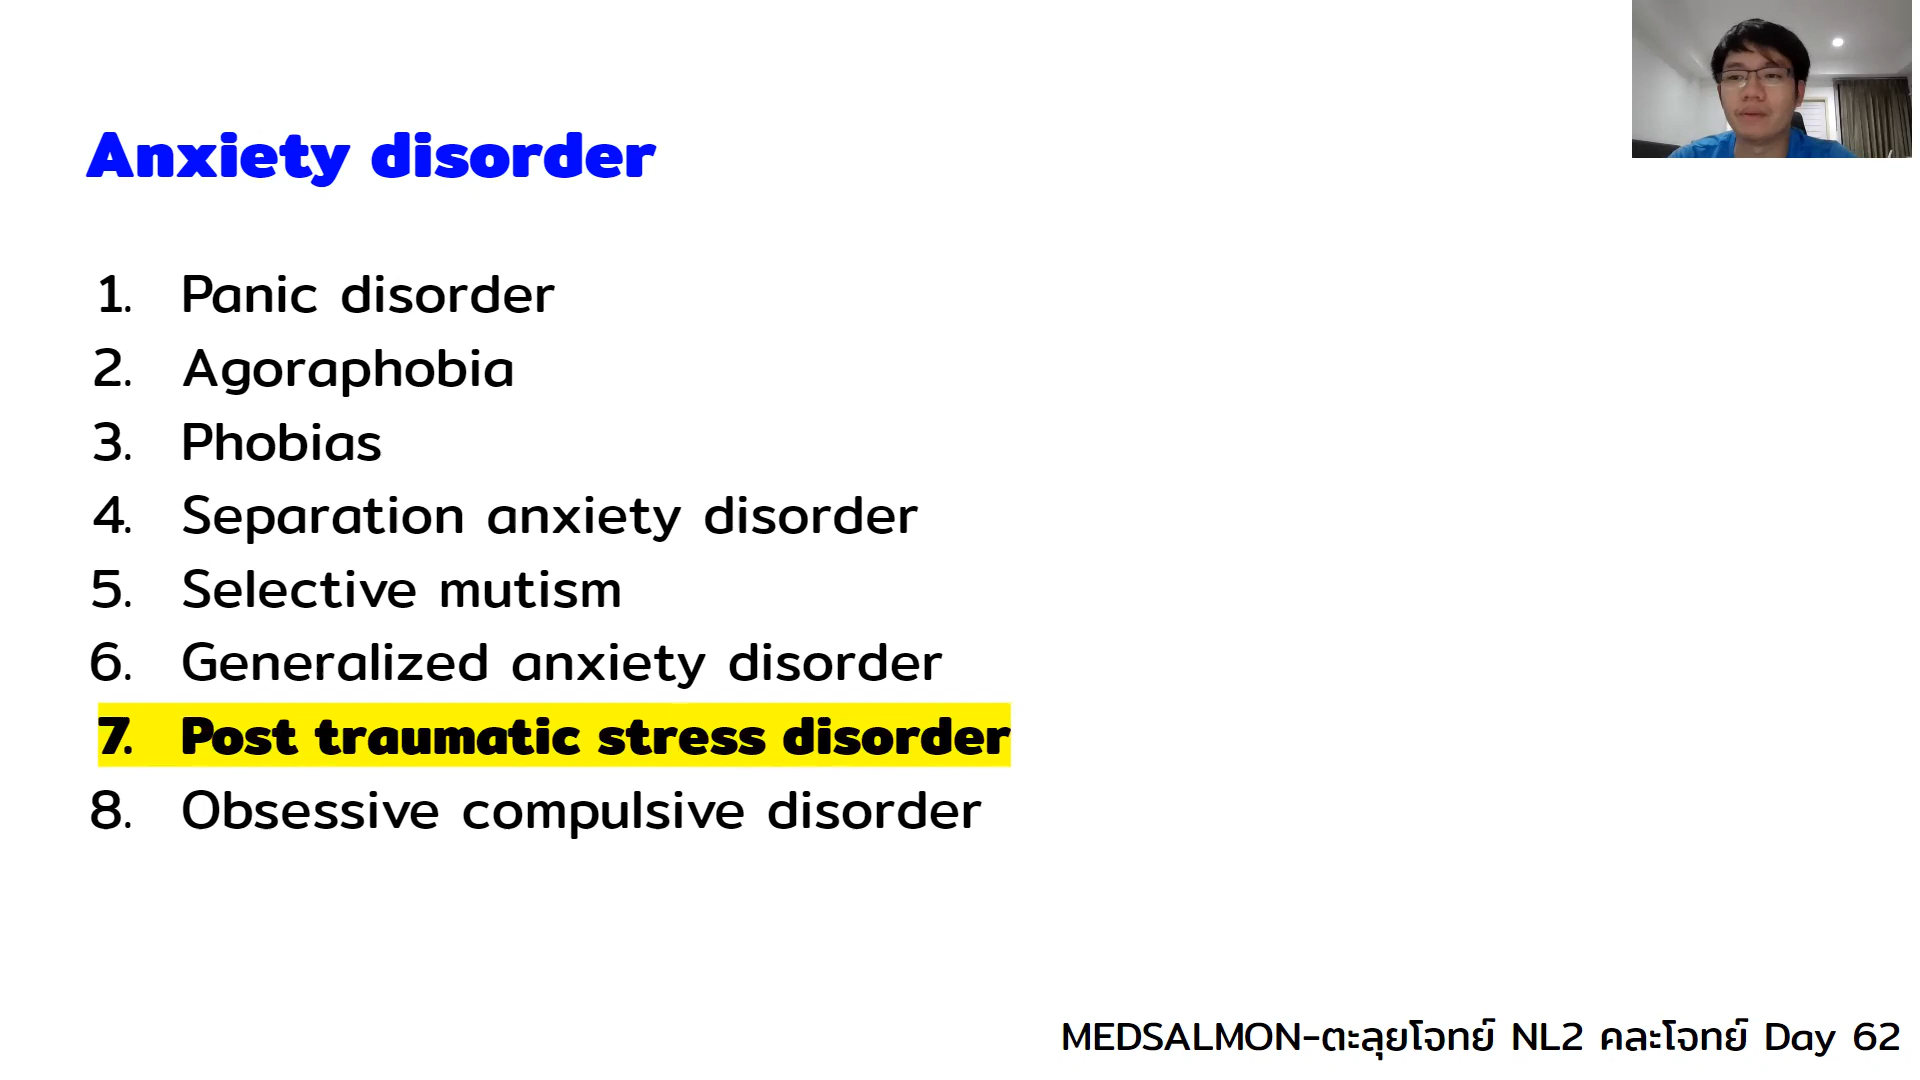 Anxiety disorder
1. Panic disorder
2. Agoraphobia
3. Phobias
4. Separation anxiety disorder
5. Selective mutism
6. Generalized anxiety disorder
7. Post traumatic stress disorder
8. Obsessive compulsive disorder
MEDSALMON-ตะลุยโจทย์ NL2 คละโจทย์ Day 62